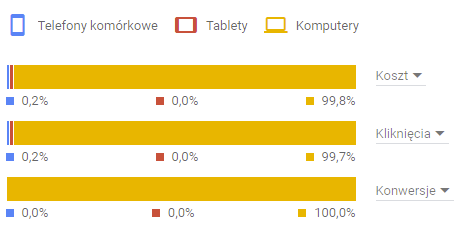 Telefony komórkowe Tablety Komputery
Koszt
0,2% 0,0% 99,8%
Kliknięcia
0,2% 0,0% 99,7%
Konwersje
0,0% 0,0% 100,0%